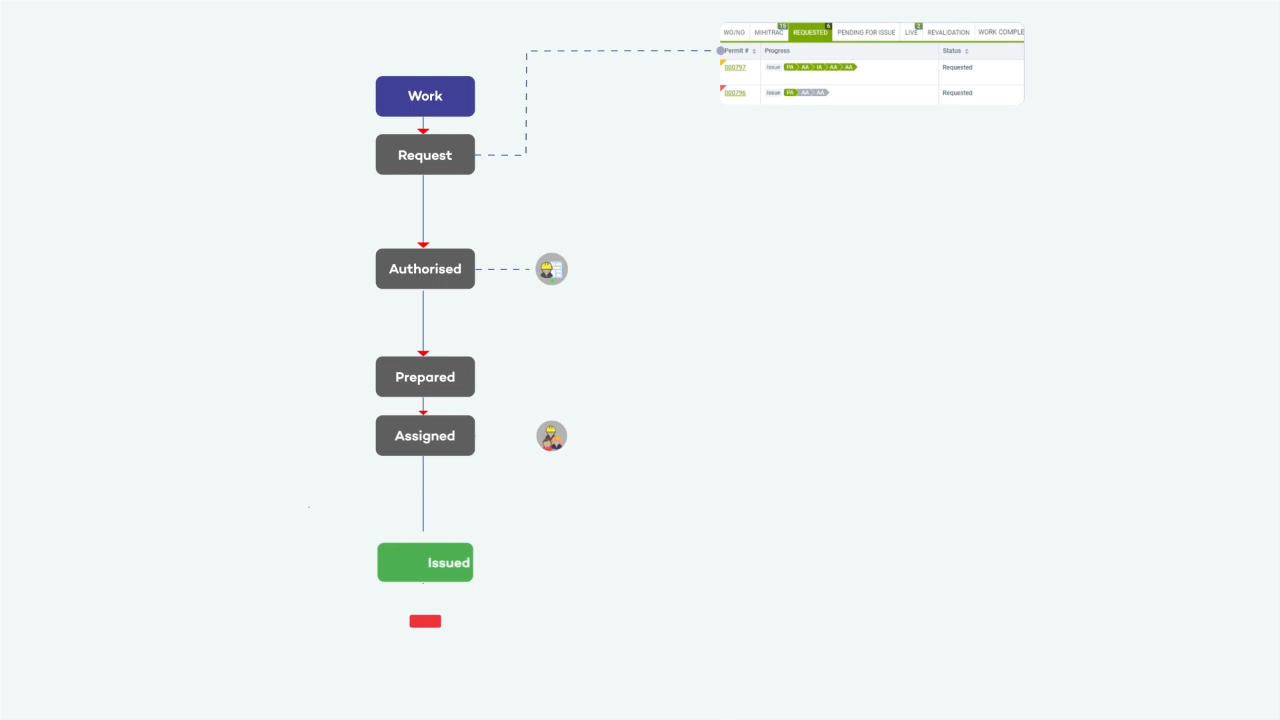 WO/NO MIHITRAC 15 REQUESTED 6 PENDING FOR ISSUE LIVE 2 REVALIDATION WORK COMPLE
Permit # Progress Status
000797 Issue PA AA IA AA AA Requested
000796 Issue PA AA AA Requested
Work
Request
Authorised
Prepared
Assigned
Issued